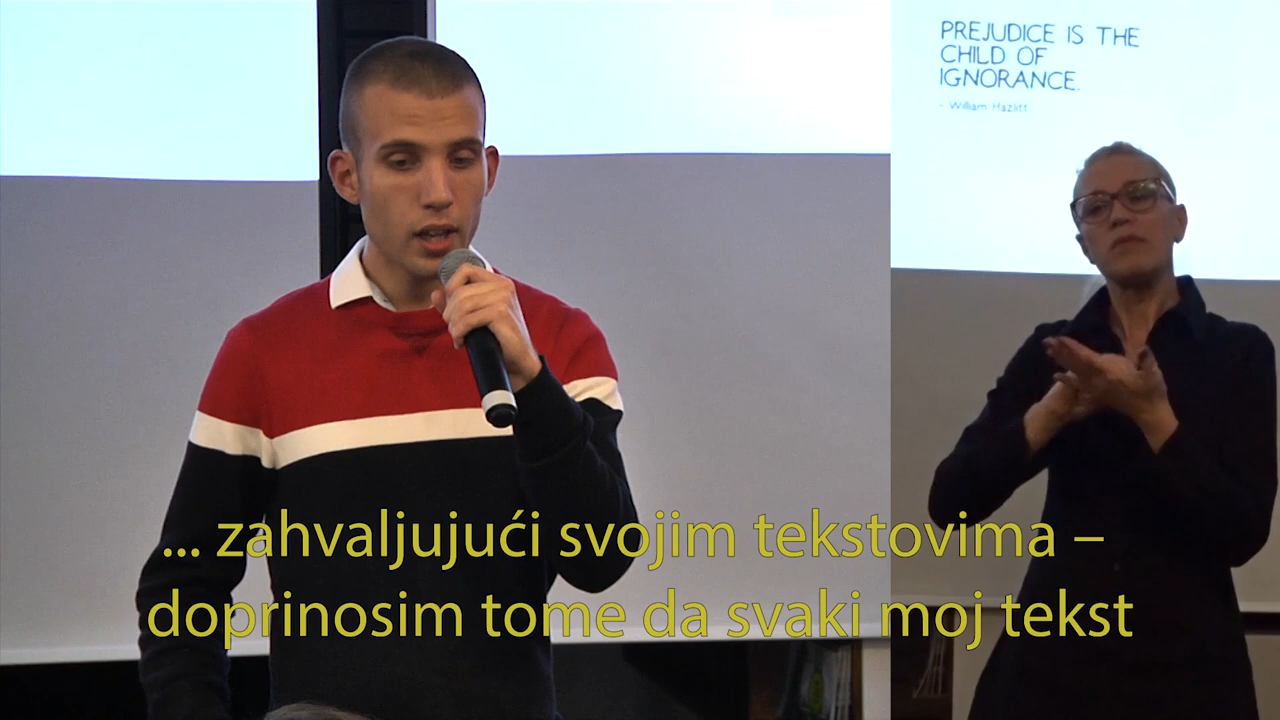 PREJUDICE IS THE
CHILD OF
IGNORANCE.
- William Hazlitt
... zahvaljujući svojim tekstovima –
doprinosim tome da svaki moj tekst